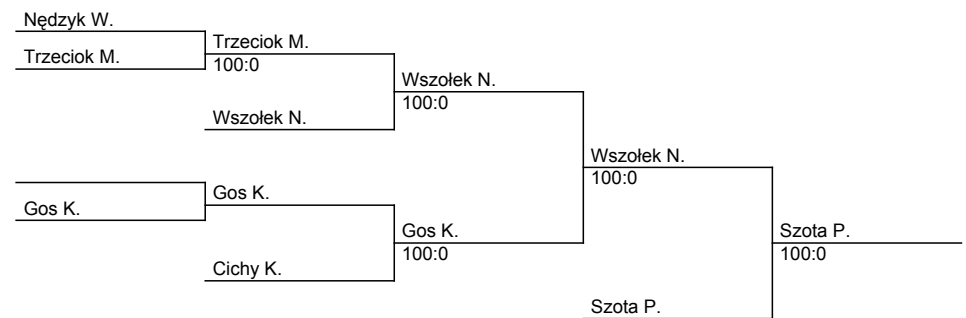 Nędzyk W.
Trzeciok M.
Trzeciok M.
100:0
Wszołek N.
Wszołek N.
100:0
Gos K.
Gos K.
Cichy K.
Gos K.
100:0
Wszołek N.
100:0
Szota P.
Szota P.
100:0